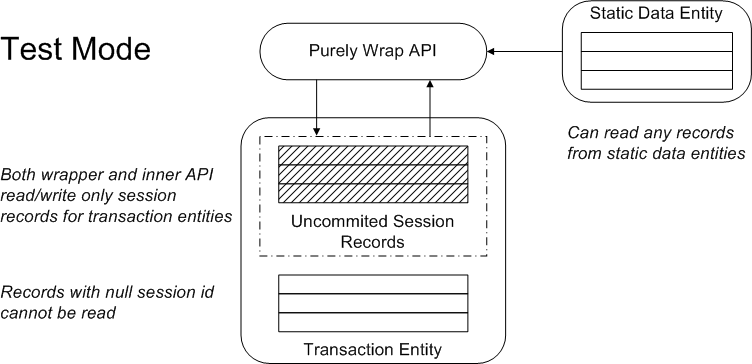 Test Mode
Purely Wrap API
Static Data Entity
Can read any records
from static data entities
Both wrapper and inner API
read/write only session
records for transaction entities
Uncommited Session
Records
Records with null session id
cannot be read
Transaction Entity